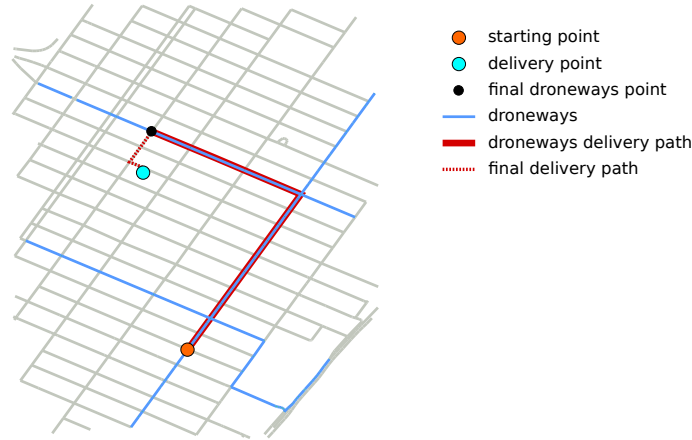 starting point
delivery point
final droneways point
droneways
droneways delivery path
final delivery path